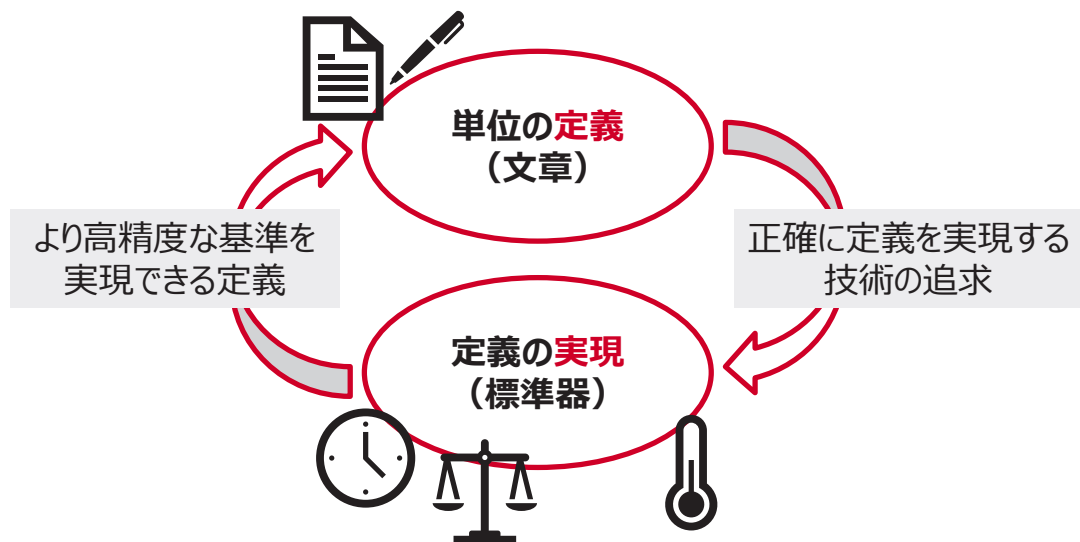 単位の定義
（文章）
より高精度な基準を
実現できる定義
正確に定義を実現する
技術の追求
定義の実現
（標準器）